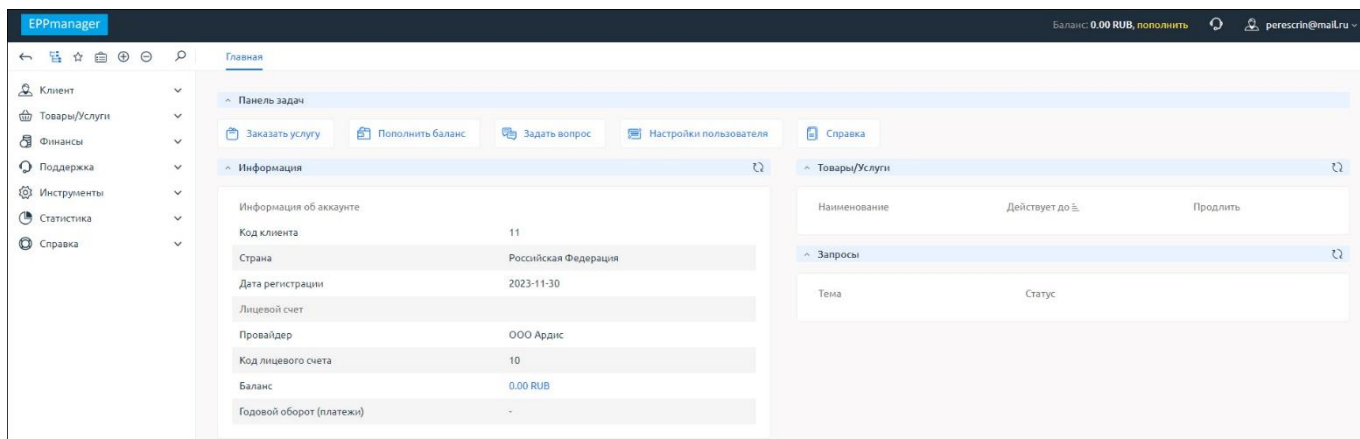 EPPmanager
Баланс: 0.00 RUB, пополнить
perescrin@mail.ru
Главная
Клиент
Товары/Услуги
Финансы
Поддержка
Инструменты
Статистика
Справка
Панель задач
Заказать услугу
Пополнить баланс
Задать вопрос
Настройки пользователя
Справка
Информация
Информация об аккаунте
Код клиента 11
Страна Российская Федерация
Дата регистрации 2023-11-30
Лицевой счет
Провайдер ООО Ардис
Код лицевого счета 10
Баланс 0.00 RUB
Годовой оборот (платежи) -
Товары/Услуги
Наименование Действует до Продлить
Запросы
Тема Статус